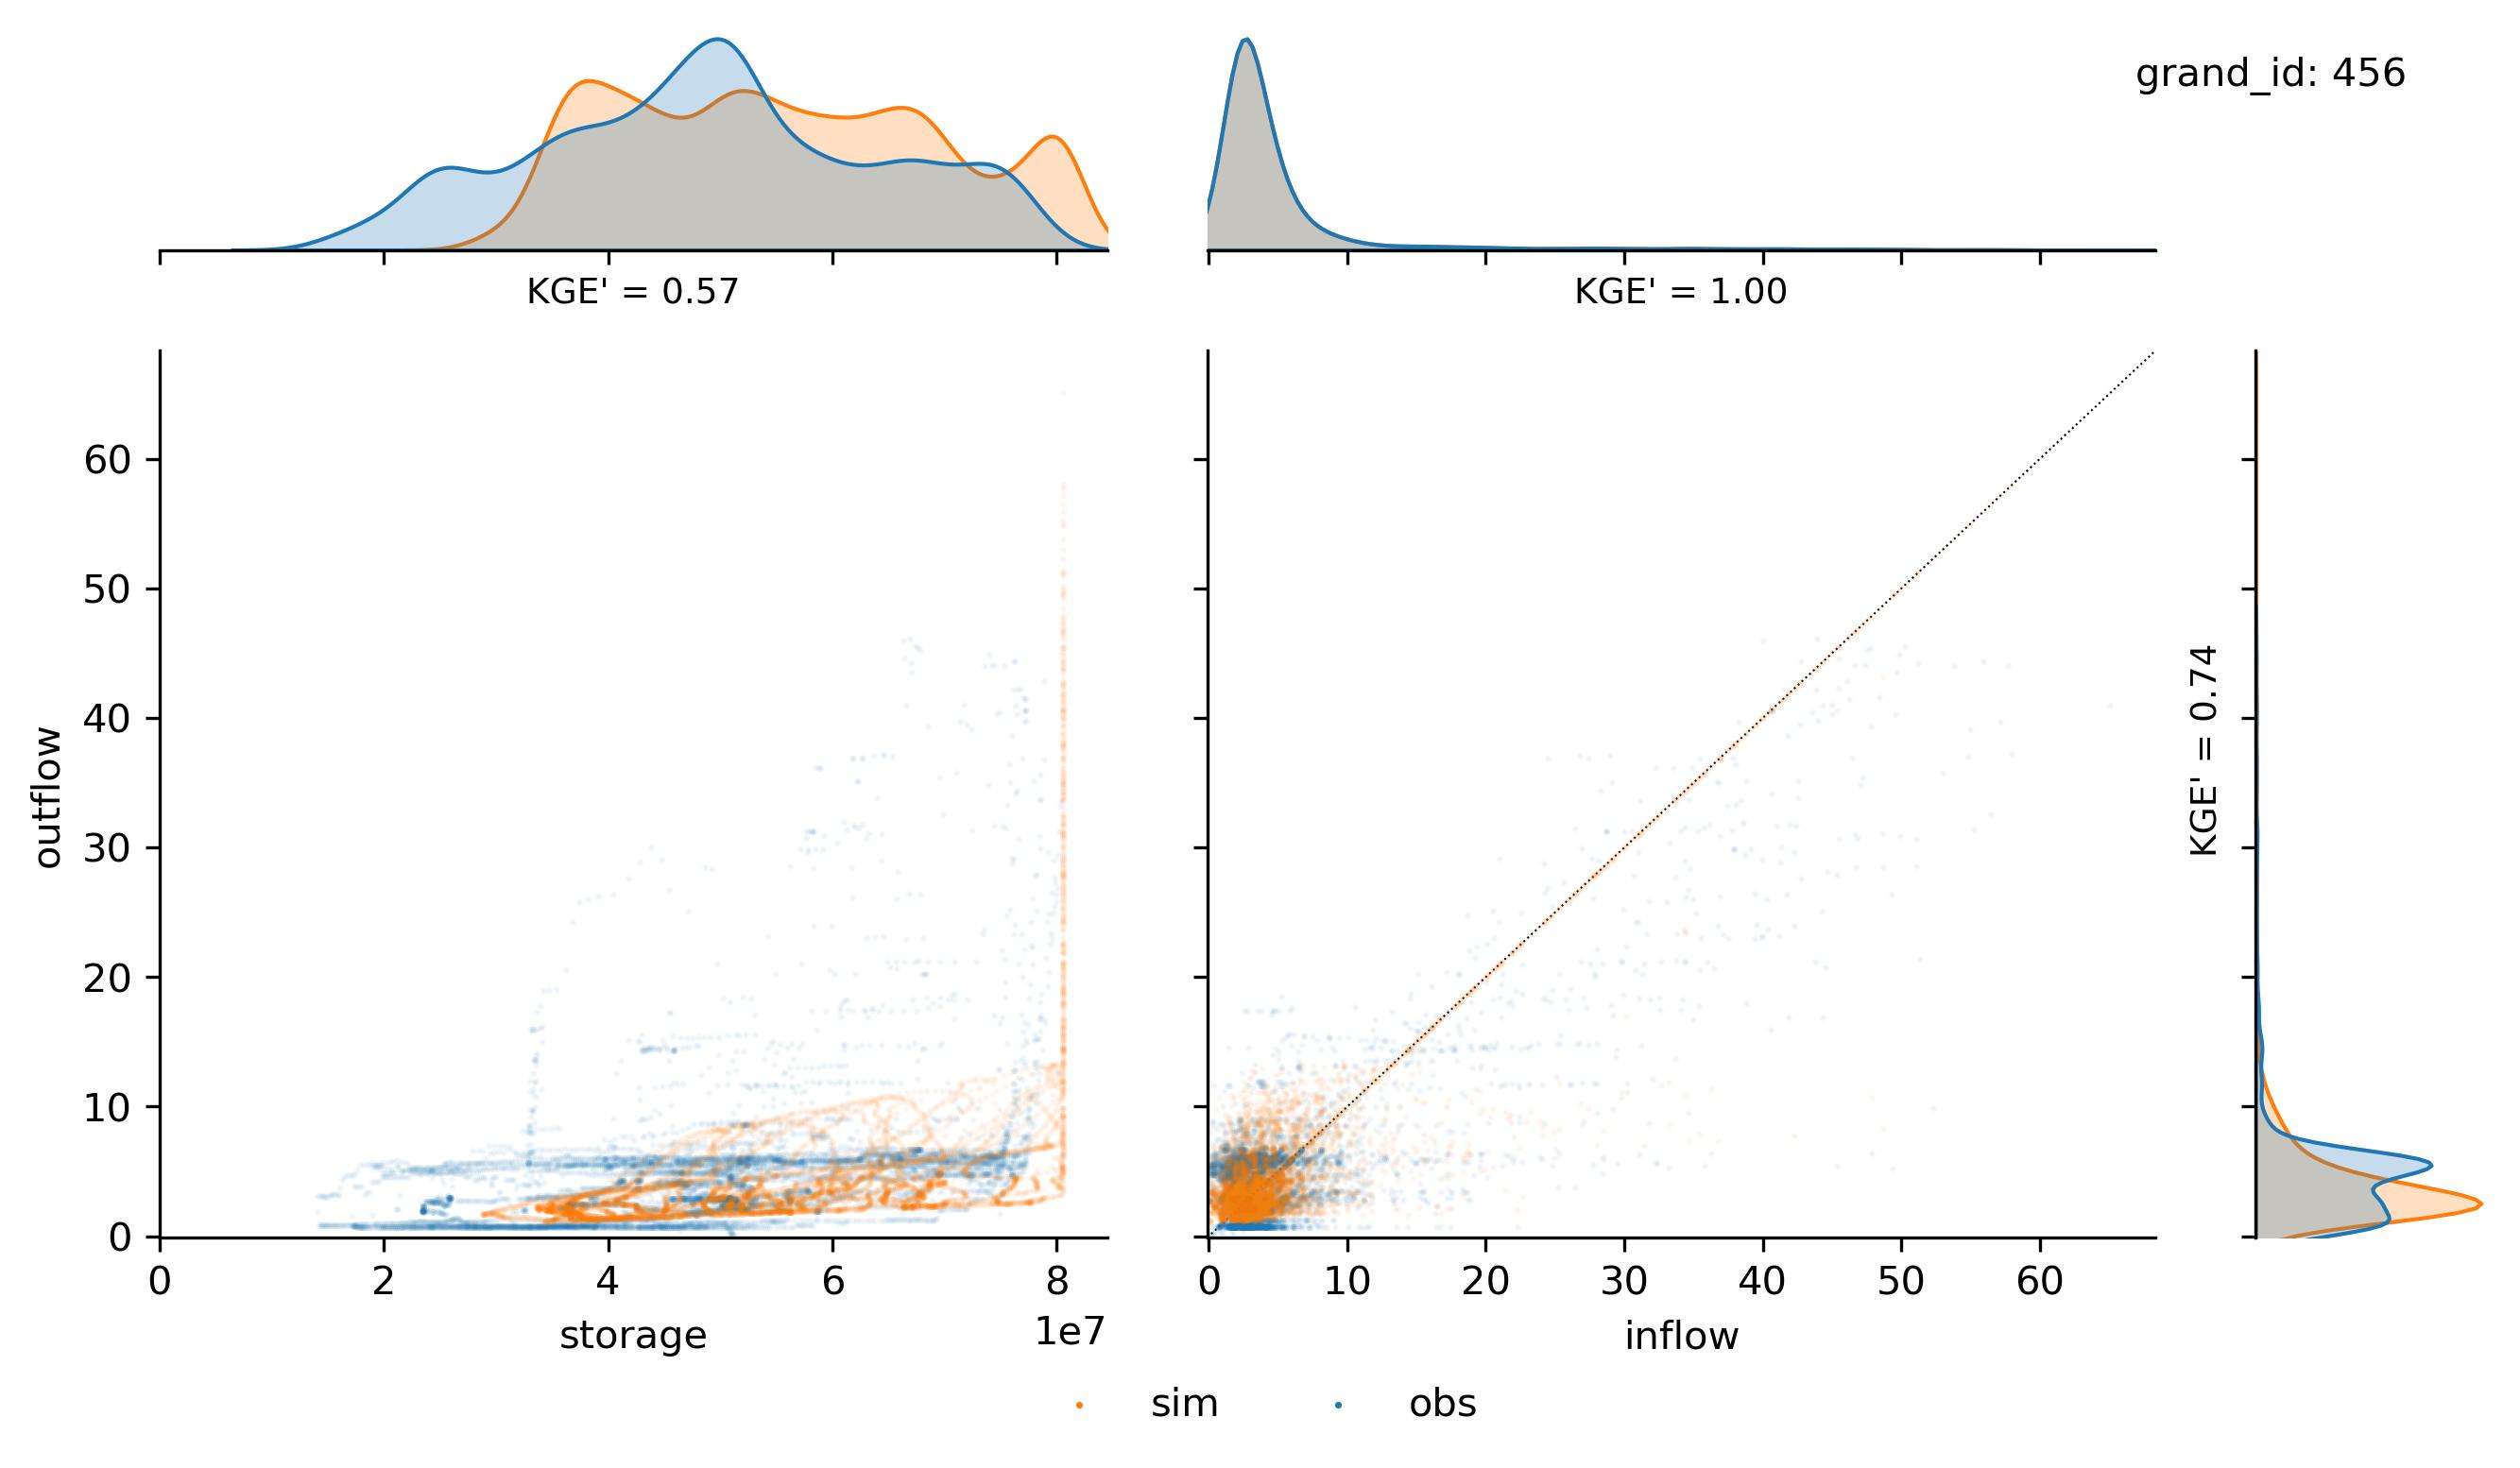 grand_id: 456
KGE' = 0.57
KGE' = 1.00
outflow
60
50
40
30
20
10
0
KGE' = 0.74
0 2 4 6 8
1e7
storage
0 10 20 30 40 50 60
inflow
sim obs